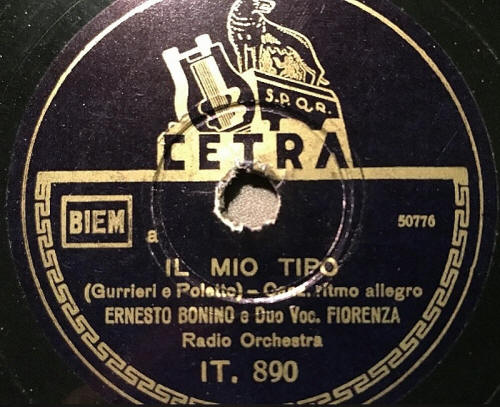 S.P.Q.R.
CETRA
BIEM
50776
a
IL MIO TIPO
(Gurrieri e Poletto) - Canz. ritmo allegro
ERNESTO BONINO e Duo Voc. FIORENZA
Radio Orchestra
IT. 890